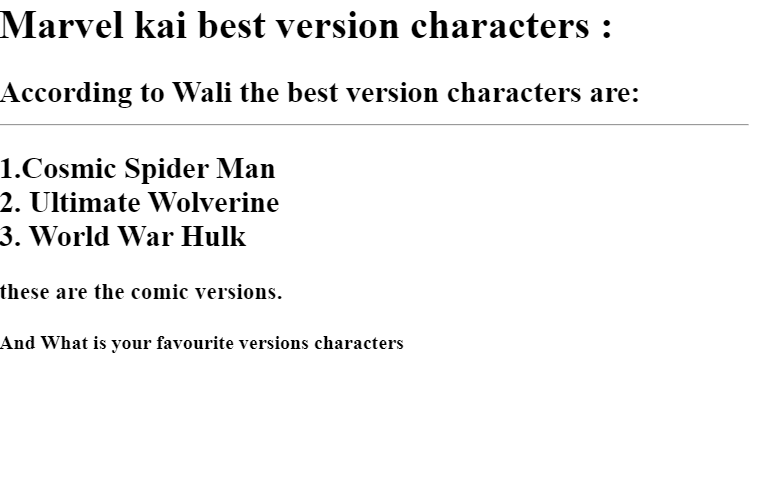 Marvel kai best version characters :
According to Wali the best version characters are:
1.Cosmic Spider Man
2. Ultimate Wolverine
3. World War Hulk
these are the comic versions.
And What is your favourite versions characters